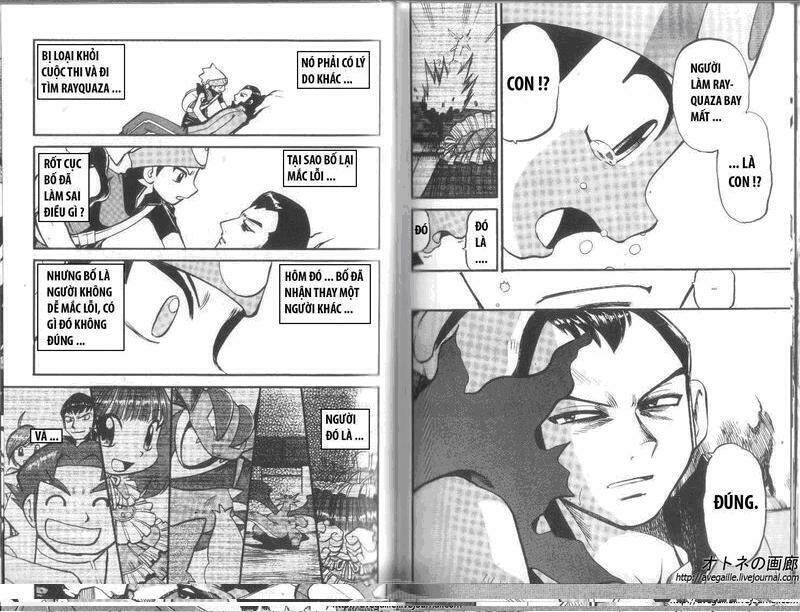 NGƯỜI
LÀM RAY-
QUAZA BAY
MẤT ...
... LÀ
CON !?
CON !?
ĐÓ
LÀ
....
ĐÓ
...
ĐÚNG.
オトネの画廊
http://avegaille.livejournal.com/
NÓ PHẢI CÓ LÝ
DO KHÁC ...
BỊ LOẠI KHỎI
CUỘC THI VÀ ĐI
TÌM RAYQUAZA ...
TẠI SAO BỐ LẠI
MẮC LỖI ...
RỐT CỤC
BỐ ĐÃ
LÀM SAI
ĐIỀU GÌ ?
HÔM ĐÓ ... BỐ ĐÃ
NHẬN THAY MỘT
NGƯỜI KHÁC ...
NHƯNG BỐ LÀ
NGƯỜI KHÔNG
DỄ MẮC LỖI, CÓ
GÌ ĐÓ KHÔNG
ĐÚNG ...
NGƯỜI
ĐÓ LÀ ...
VÀ ...
http://avegaille.livejournal.com/